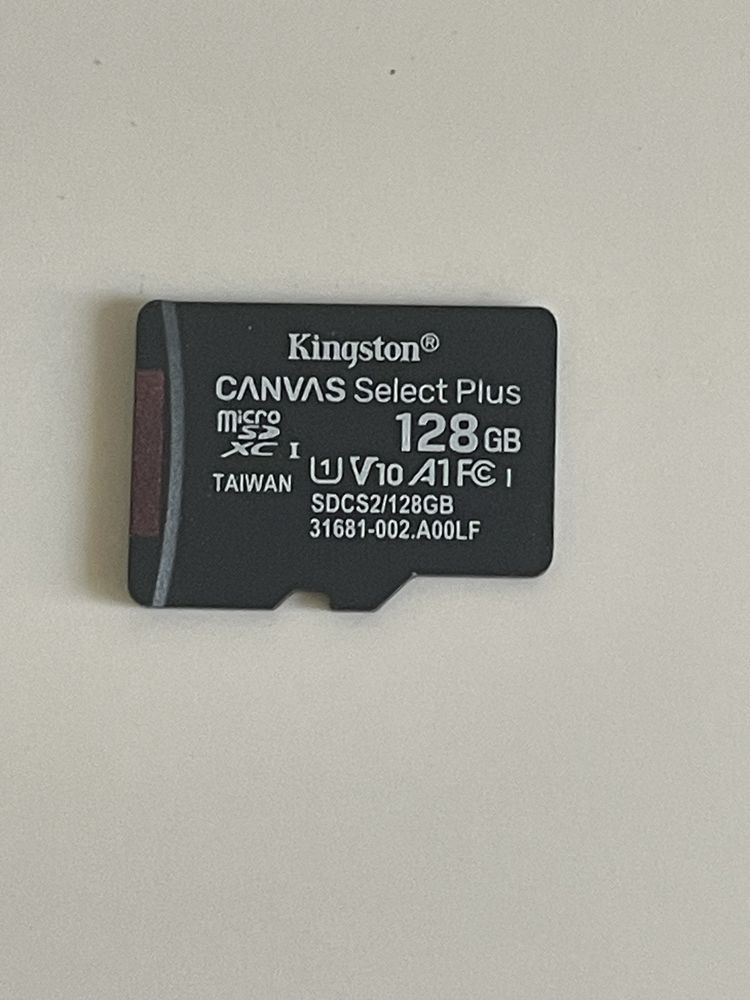 Kingston®
CANVAS Select Plus
micro SD XC I 128 GB
TAIWAN U1 V10 A1 FC I
SDCS2/128GB
31681-002.A00LF